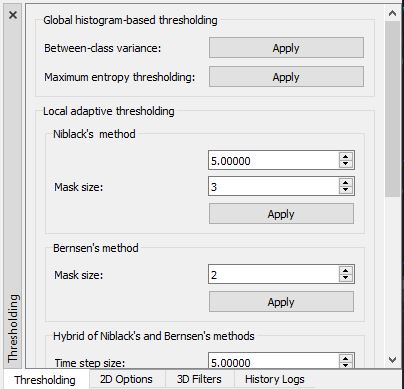 Global histogram-based thresholding
Between-class variance: Apply
Maximum entropy thresholding: Apply
Local adaptive thresholding
Niblack's method
5.00000
Mask size: 3
Apply
Bernsen's method
Mask size: 2
Apply
Hybrid of Niblack's and Bernsen's methods
Time step size: 5.00000
Thresholding
Thresholding 2D Options 3D Filters History Logs